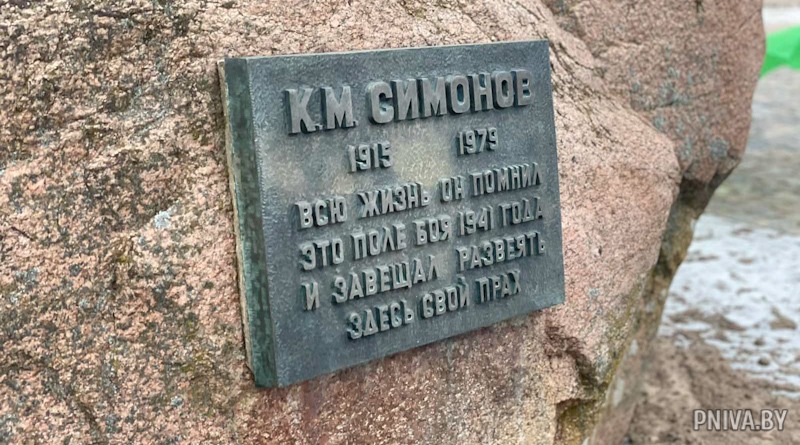 К.М. СИМОНОВ
1915 1979
ВСЮ ЖИЗНЬ ОН ПОМНИЛ
ЭТО ПОЛЕ БОЯ 1941 ГОДА
И ЗАВЕЩАЛ РАЗВЕЯТЬ
ЗДЕСЬ СВОЙ ПРАХ
PNIVA.BY